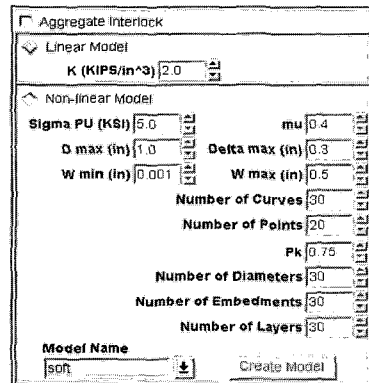 Aggregate Interlock
Linear Model
K (KIPS/in^3) 2.0
Non-linear Model
Sigma PU (KSI) 5.0 mu 0.4
D max (in) 1.0 Delta max (in) 0.3
W min (in) 0.001 W max (in) 0.5
Number of Curves 30
Number of Points 20
Pk 0.75
Number of Diameters 30
Number of Embedments 30
Number of Layers 30
Model Name
soft Create Model